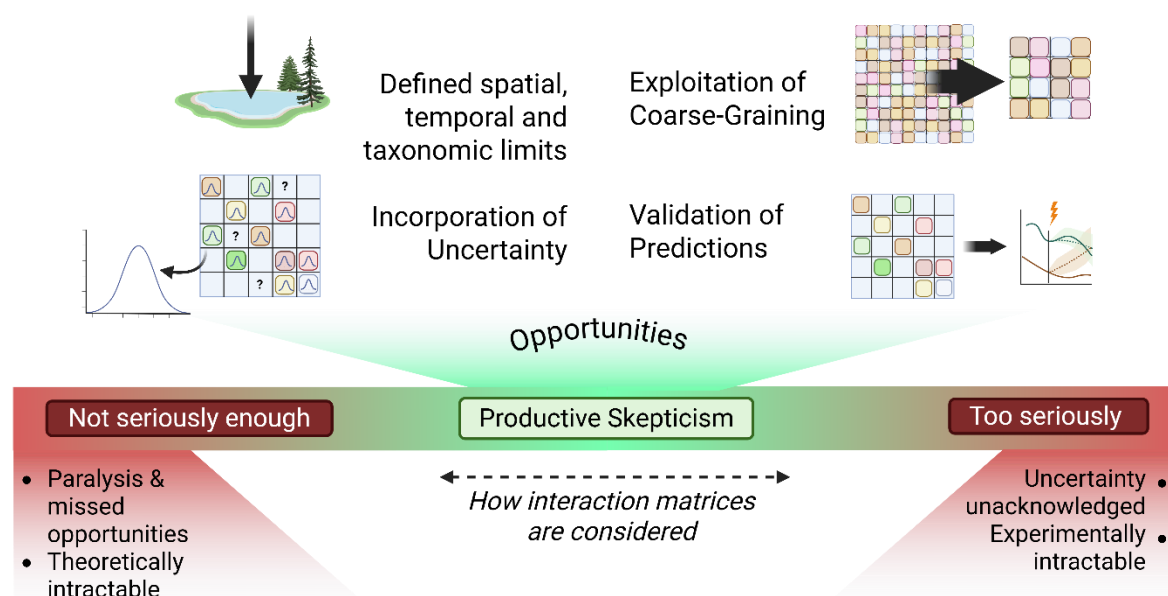 Defined spatial,
temporal and
taxonomic limits
Exploitation of
Coarse-Graining
?
?
?
Incorporation of
Uncertainty
Validation of
Predictions
Opportunities
Not seriously enough
Productive Skepticism
Too seriously
• Paralysis &
missed
opportunities
• Theoretically
intractable
How interaction matrices
are considered
Uncertainty •
unacknowledged
Experimentally •
intractable